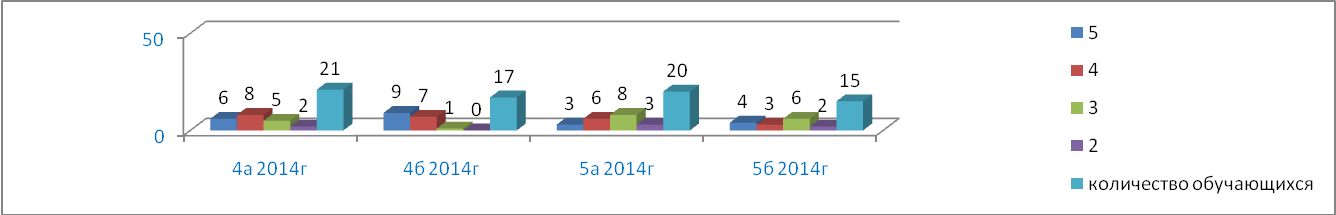 50
0
6 8 5 2 21
9 7 1 0 17
3 6 8 3 20
4 3 6 2 15
4а 2014г
4б 2014г
5а 2014г
5б 2014г
5
4
3
2
количество обучающихся